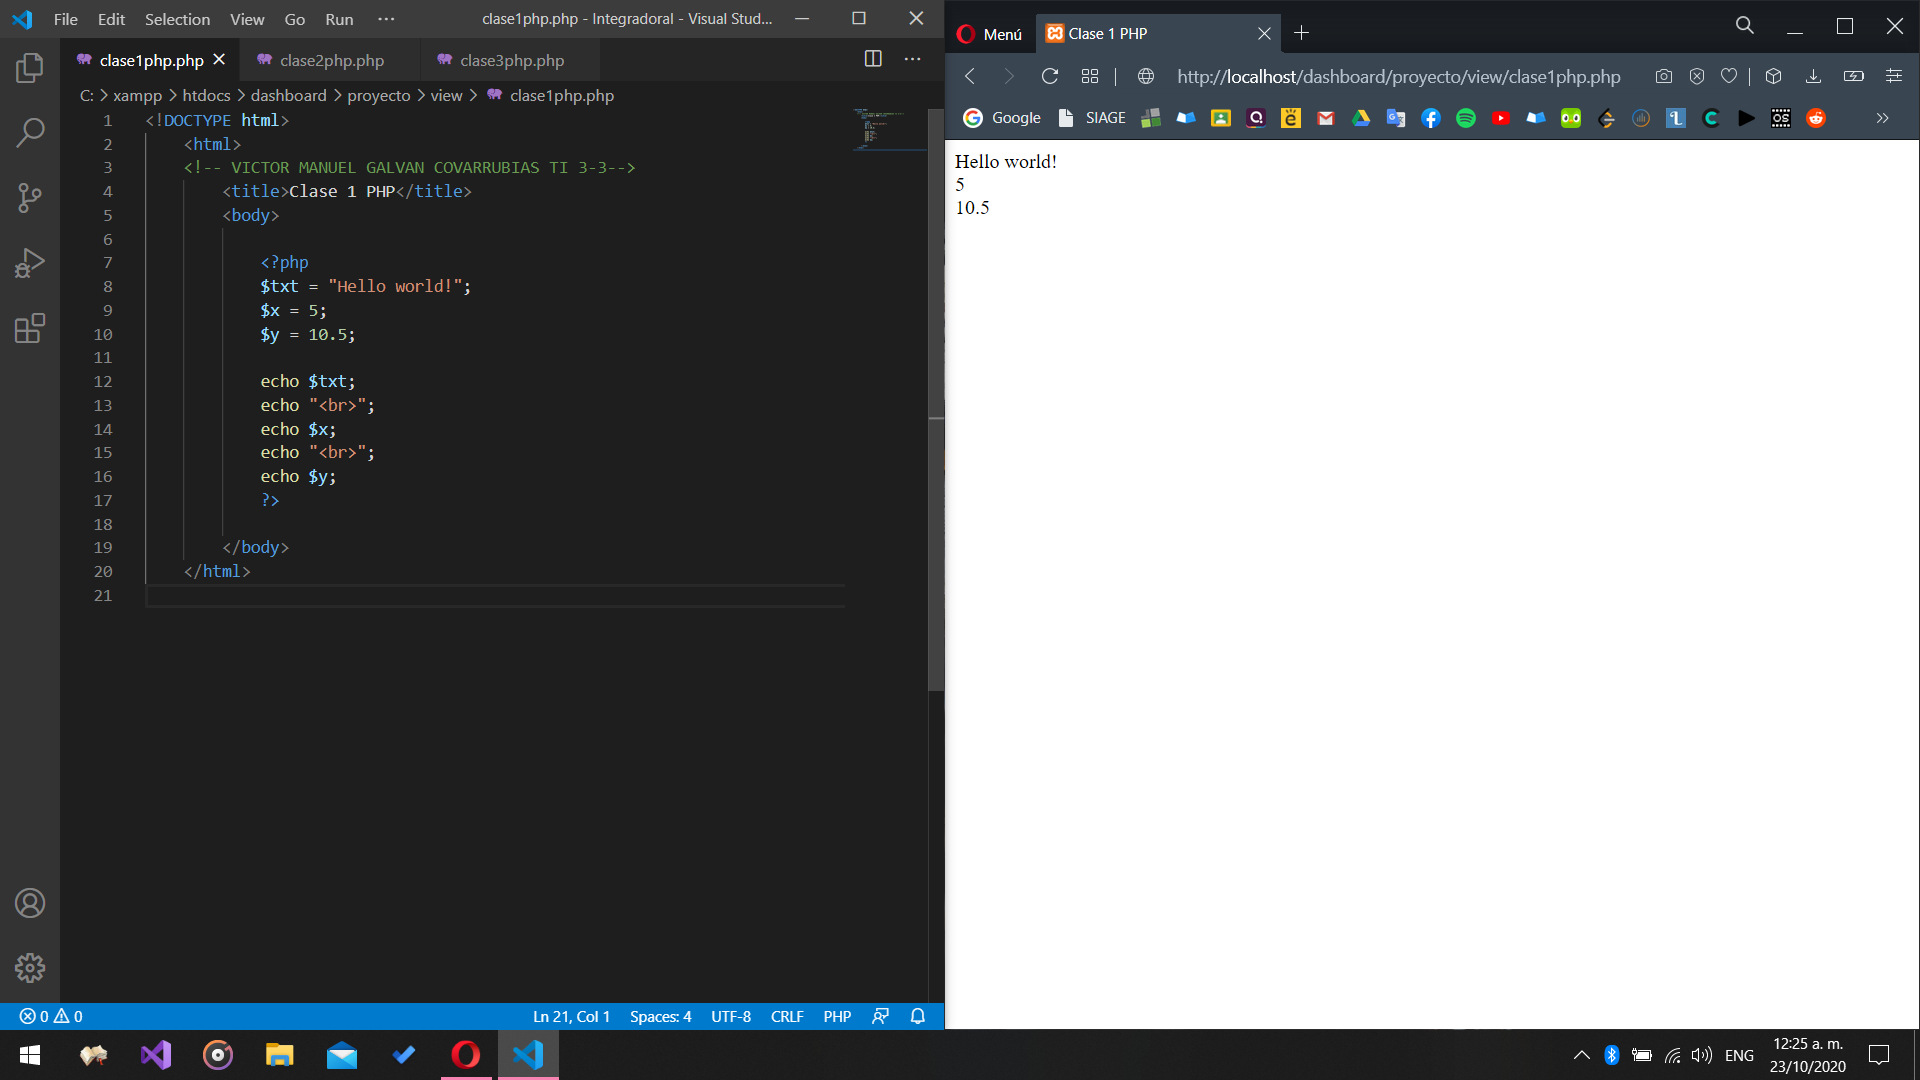 File Edit Selection View Go Run ··· clase1php.php - Integradoral - Visual Stud...
clase1php.php clase2php.php clase3php.php
C: > xampp > htdocs > dashboard > proyecto > view > clase1php.php
1 <!DOCTYPE html>
2 <html>
3 <!-- VICTOR MANUEL GALVAN COVARRUBIAS TI 3-3-->
4 <title>Clase 1 PHP</title>
5 <body>
6
7 <?php
8 $txt = "Hello world!";
9 $x = 5;
10 $y = 10.5;
11
12 echo $txt;
13 echo "<br>";
14 echo $x;
15 echo "<br>";
16 echo $y;
17 ?>
18
19 </body>
20 </html>
21
0 0 Ln 21, Col 1 Spaces: 4 UTF-8 CRLF PHP
Menú Clase 1 PHP
http://localhost/dashboard/proyecto/view/clase1php.php
Google SIAGE
Hello world!
5
10.5
ENG
12:25 a. m.
23/10/2020